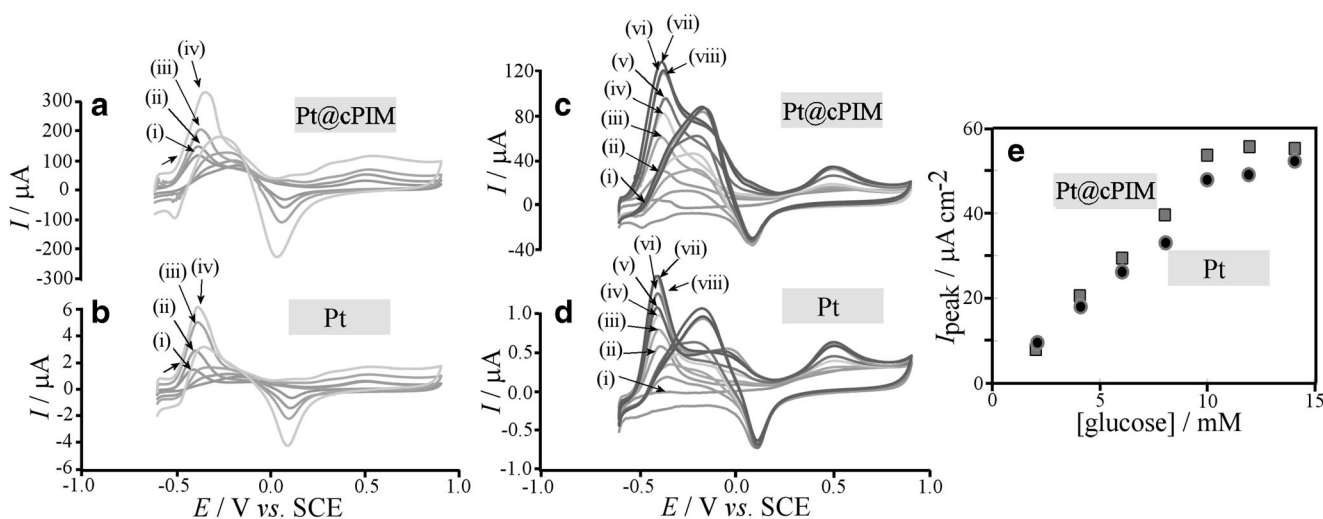 a
(iv)
(iii)
(ii)
(i)
Pt@cPIM
300
200
100
0
-100
-200
-300
I / μA
b
(iv)
(iii)
(ii)
(i)
Pt
6
4
2
0
-2
-4
-6
I / μA
-1.0 -0.5 0.0 0.5 1.0
E / V vs. SCE
c
(vii)
(vi)
(viii)
(v)
(iv)
(iii)
(ii)
(i)
Pt@cPIM
120
80
40
0
-40
I / μA
d
(vii)
(vi)
(viii)
(v)
(iv)
(iii)
(ii)
(i)
Pt
1.0
0.5
0.0
-0.5
-1.0
I / μA
-1.0 -0.5 0.0 0.5 1.0
E / V vs. SCE
e
Pt@cPIM
Pt
60
40
20
0
Ipeak / μA cm-2
0 5 10 15
[glucose] / mM